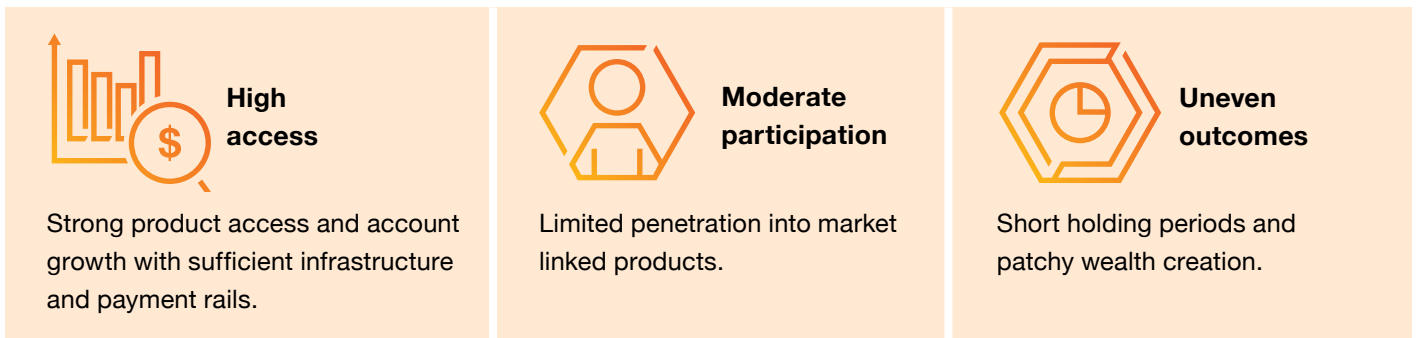 $
High
access
Strong product access and account
growth with sufficient infrastructure
and payment rails.
Moderate
participation
Limited penetration into market
linked products.
Uneven
outcomes
Short holding periods and
patchy wealth creation.